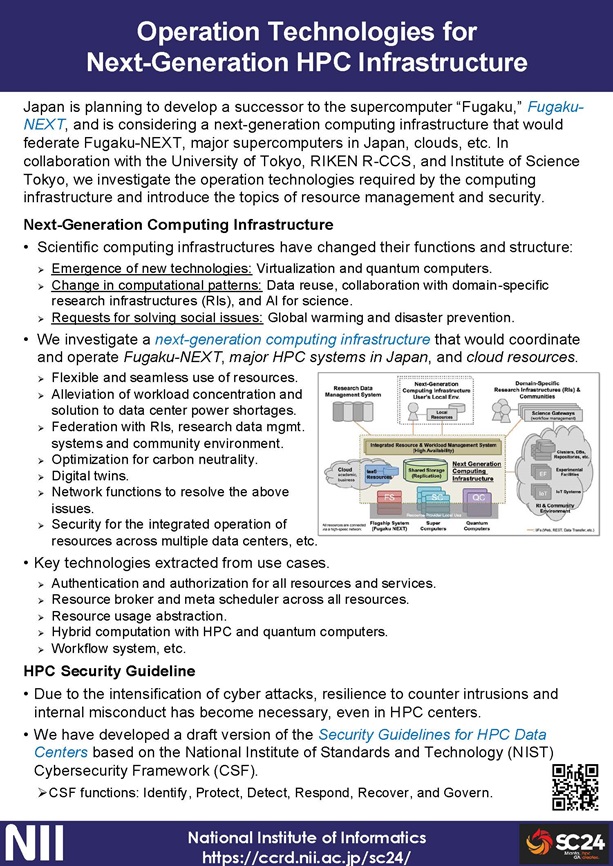 Operation Technologies for
Next-Generation HPC Infrastructure
Japan is planning to develop a successor to the supercomputer “Fugaku,” Fugaku-
NEXT, and is considering a next-generation computing infrastructure that would
federate Fugaku-NEXT, major supercomputers in Japan, clouds, etc. In
collaboration with the University of Tokyo, RIKEN R-CCS, and Institute of Science
Tokyo, we investigate the operation technologies required by the computing
infrastructure and introduce the topics of resource management and security.
Next-Generation Computing Infrastructure
• Scientific computing infrastructures have changed their functions and structure:
➢ Emergence of new technologies: Virtualization and quantum computers.
➢ Change in computational patterns: Data reuse, collaboration with domain-specific
research infrastructures (RIs), and AI for science.
➢ Requests for solving social issues: Global warming and disaster prevention.
• We investigate a next-generation computing infrastructure that would coordinate
and operate Fugaku-NEXT, major HPC systems in Japan, and cloud resources.
➢ Flexible and seamless use of resources.
➢ Alleviation of workload concentration and
solution to data center power shortages.
➢ Federation with RIs, research data mgmt.
systems and community environment.
➢ Optimization for carbon neutrality.
➢ Digital twins.
➢ Network functions to resolve the above
issues.
➢ Security for the integrated operation of
resources across multiple data centers, etc.
Research Data
Management System
Next-Generation
Computing Infrastructure
User's Local Env.
Local
Resources
Domain-Specific
Research Infrastructures (RIs) &
Communities
Science Gateways
(workflow management)
Integrated Resource & Workload Management System
(High Availability)
Cloud
academic,
business
IaaS
Resources
Shared Storage
(Replication)
Next Generation
Computing
Infrastructure
Clusters, DBs,
Repositories, etc.
EF
Experimental
Facilities
IoT
IoT Systems
RI & Community
Environment
FS
SC
QC
All resources are connected
via a high-speed network.
Flagship System
(Fugaku NEXT)
Super
Computers
Quantum
Computers
I/Fs (Web, REST, Data Transfer, etc.)
• Key technologies extracted from use cases.
➢ Authentication and authorization for all resources and services.
➢ Resource broker and meta scheduler across all resources.
➢ Resource usage abstraction.
➢ Hybrid computation with HPC and quantum computers.
➢ Workflow system, etc.
HPC Security Guideline
• Due to the intensification of cyber attacks, resilience to counter intrusions and
internal misconduct has become necessary, even in HPC centers.
• We have developed a draft version of the Security Guidelines for HPC Data
Centers based on the National Institute of Standards and Technology (NIST)
Cybersecurity Framework (CSF).
➢CSF functions: Identify, Protect, Detect, Respond, Recover, and Govern.
NII
National Institute of Informatics
https://ccrd.nii.ac.jp/sc24/
SC24